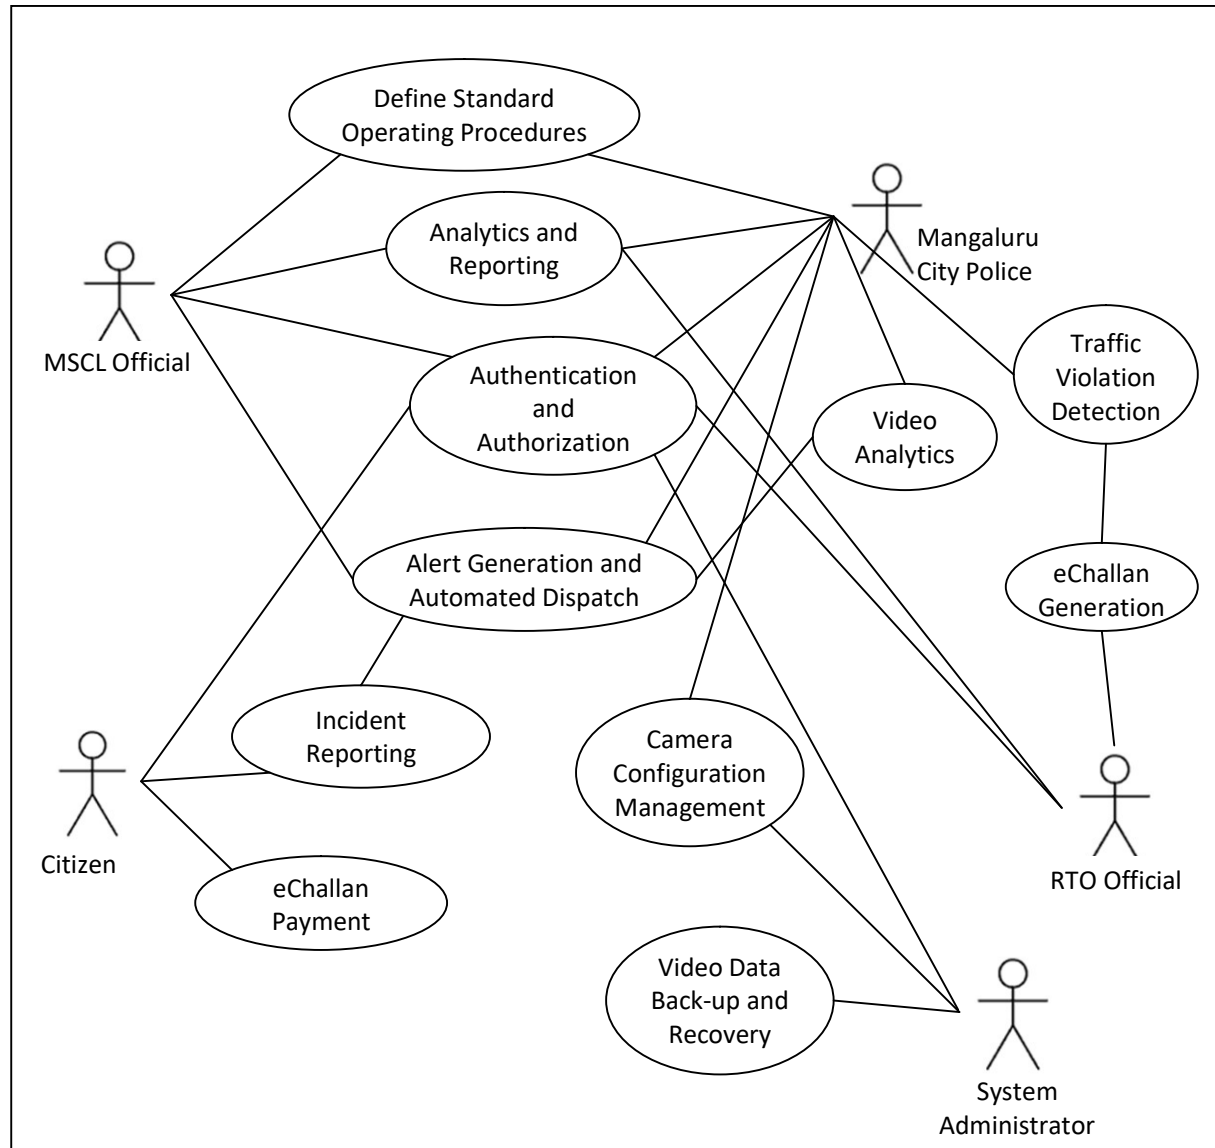 Define Standard
Operating Procedures
Analytics and
Reporting
Mangaluru
City Police
MSCL Official
Authentication
and
Authorization
Traffic
Violation
Detection
Video
Analytics
Alert Generation and
Automated Dispatch
eChallan
Generation
Incident
Reporting
Camera
Configuration
Management
Citizen
RTO Official
eChallan
Payment
Video Data
Back-up and
Recovery
System
Administrator